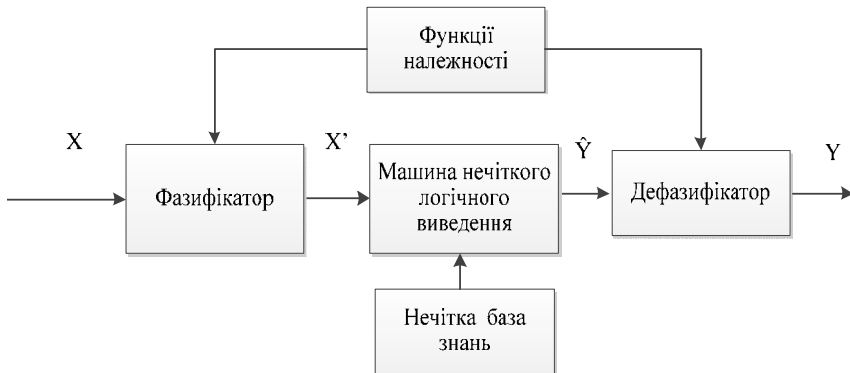 Функції
належності
X
X’
Ŷ
Y
Фазифікатор
Машина нечіткого
логічного
виведення
Дефазифікатор
Нечітка база
знань